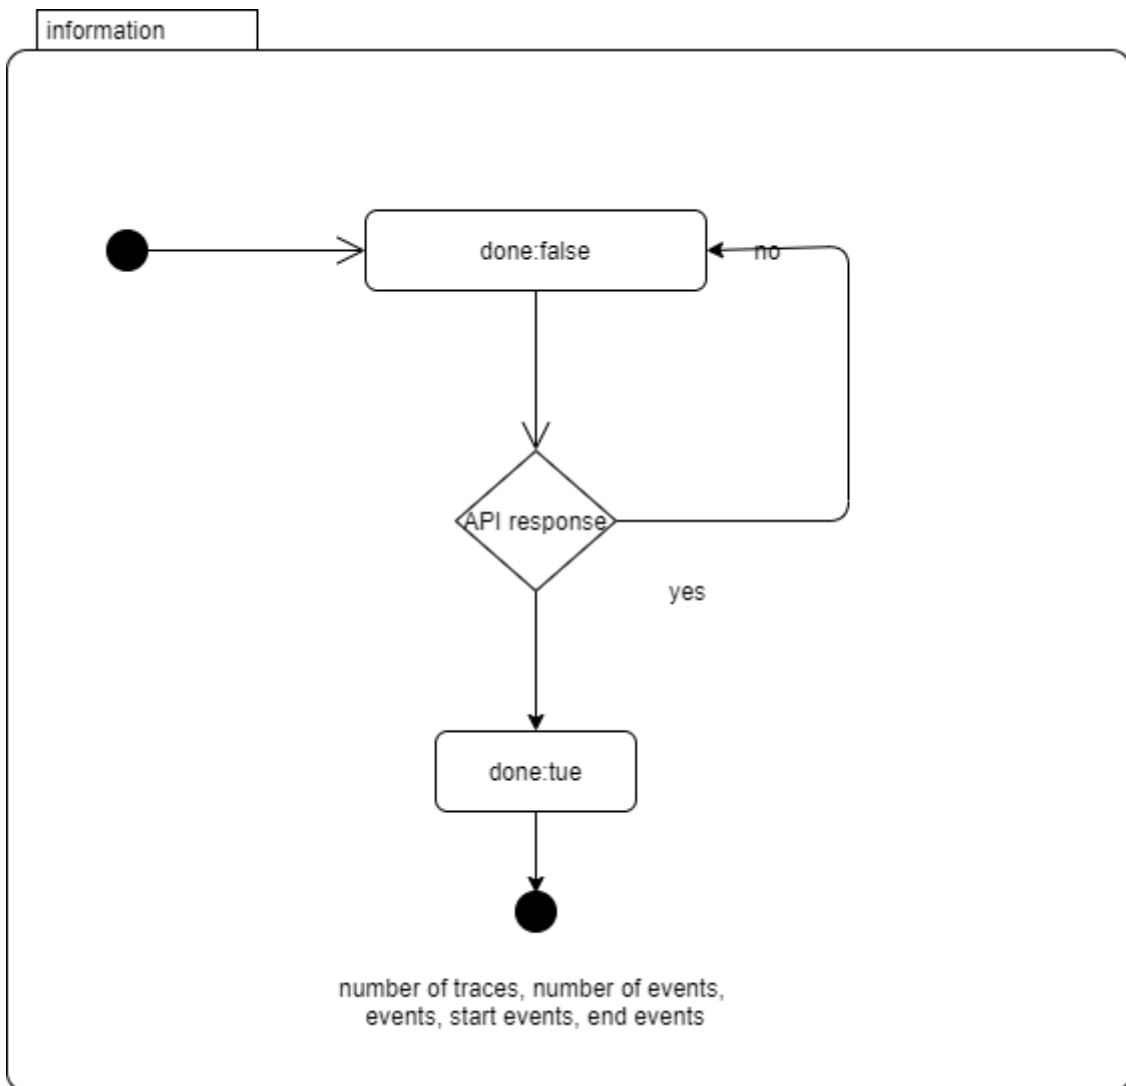 information
done:false
no
API response
yes
done:tue
number of traces, number of events,
events, start events, end events